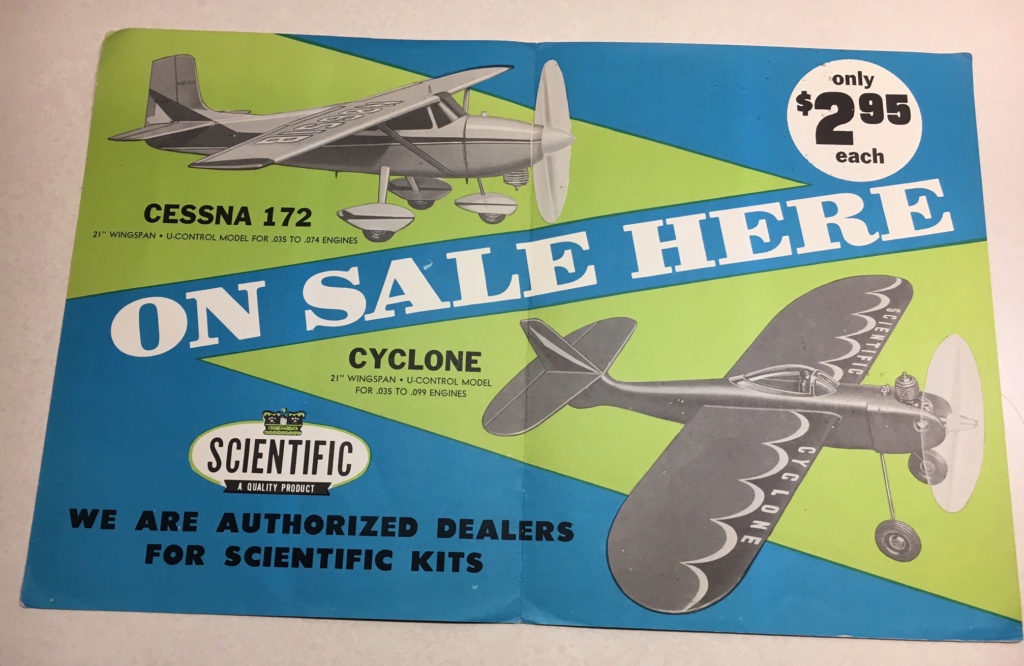 only
$2.95
each
CESSNA 172
21" WINGSPAN • U-CONTROL MODEL FOR .035 TO .074 ENGINES
ON SALE HERE
CYCLONE
21" WINGSPAN • U-CONTROL MODEL
FOR .035 TO .099 ENGINES
SCIENTIFIC
CYCLONE
SCIENTIFIC
A QUALITY PRODUCT
WE ARE AUTHORIZED DEALERS
FOR SCIENTIFIC KITS